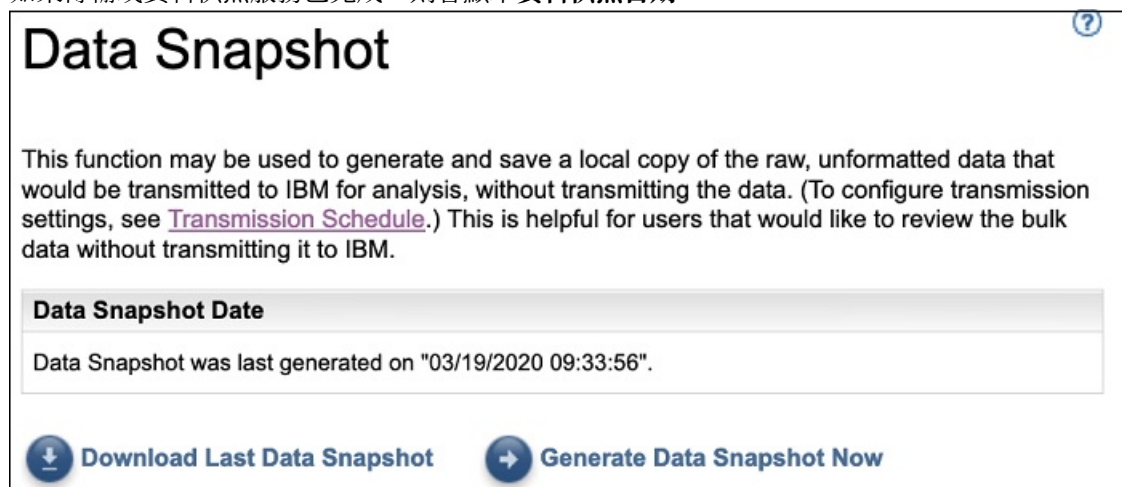 Data Snapshot
This function may be used to generate and save a local copy of the raw, unformatted data that
would be transmitted to IBM for analysis, without transmitting the data. (To configure transmission
settings, see Transmission Schedule.) This is helpful for users that would like to review the bulk
data without transmitting it to IBM.
Data Snapshot Date
Data Snapshot was last generated on "03/19/2020 09:33:56".
Download Last Data Snapshot Generate Data Snapshot Now